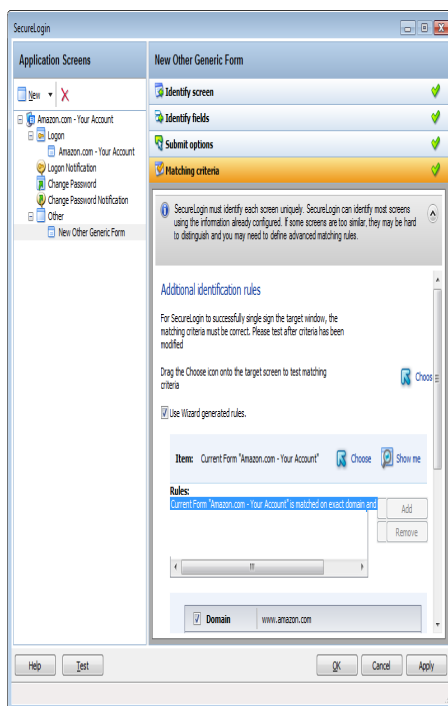 SecureLogin
Application Screens
New
Amazon.com - Your Account
Logon
Amazon.com - Your Account
Logon Notification
Change Password
Change Password Notification
Other
New Other Generic Form
New Other Generic Form
Identify screen
Identify fields
Submit options
Matching criteria
SecureLogin must identify each screen uniquely. SecureLogin can identify most screens
using the information already configured. If some screens are too similar, they may be hard
to distinguish and you may need to define advanced matching rules.
Additional identification rules
For SecureLogin to successfully single sign the target window, the
matching criteria must be correct. Please test after criteria has been
modified
Drag the Choose icon onto the target screen to test matching
criteria
Choos
Use Wizard generated rules.
Item: Current Form "Amazon.com - Your Account"
Choose
Show me
Rules:
Current Form "Amazon.com - Your Account" is matched on exact domain and
Add
Remove
Domain
www.amazon.com
Help
Test
OK
Cancel
Apply